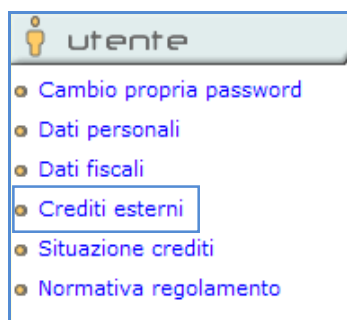 utente
Cambio propria password
Dati personali
Dati fiscali
Crediti esterni
Situazione crediti
Normativa regolamento